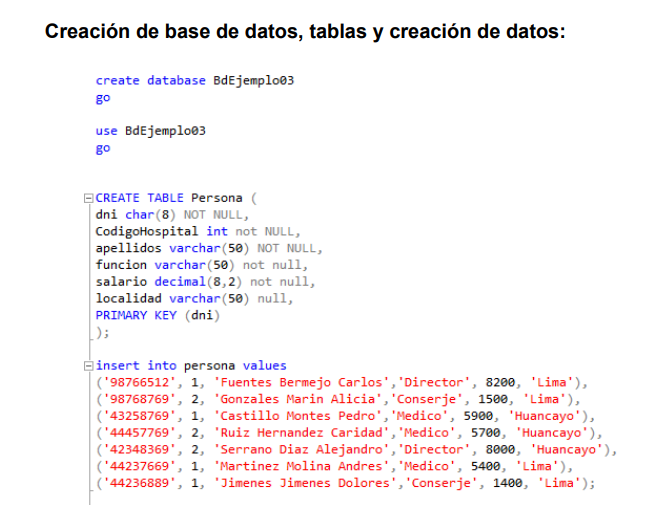 Creación de base de datos, tablas y creación de datos:
create database BdEjemplo03
go
use BdEjemplo03
go
CREATE TABLE Persona (
dni char(8) NOT NULL,
CodigoHospital int not NULL,
apellidos varchar(50) NOT NULL,
funcion varchar(50) not null,
salario decimal(8,2) not null,
localidad varchar(50) null,
PRIMARY KEY (dni)
);
insert into persona values
('98766512', 1, 'Fuentes Bermejo Carlos','Director', 8200, 'Lima'),
('98768769', 2, 'Gonzales Marin Alicia','Conserje', 1500, 'Lima'),
('43258769', 1, 'Castillo Montes Pedro','Medico', 5900, 'Huancayo'),
('44457769', 2, 'Ruiz Hernandez Caridad','Medico', 5700, 'Huancayo'),
('42348369', 2, 'Serrano Diaz Alejandro','Director', 8000, 'Huancayo'),
('44237669', 1, 'Martinez Molina Andres','Medico', 5400, 'Lima'),
('44236889', 1, 'Jimenes Jimenes Dolores','Conserje', 1400, 'Lima');